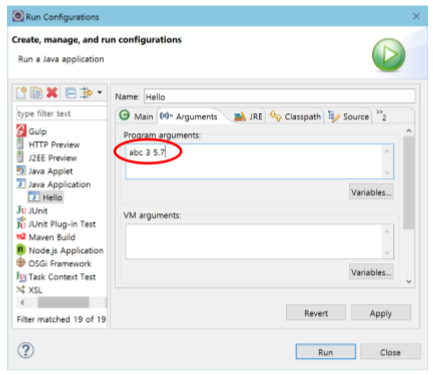 Run Configurations
Create, manage, and run configurations
Run a Java application
Name: Hello
type filter text
Gulp
HTTP Preview
J2EE Preview
Java Applet
Java Application
Hello
JUnit
JUnit Plug-in Test
Maven Build
Node.js Application
OSGi Framework
Task Context Test
XSL
Filter matched 19 of 19
Main (x)= Arguments JRE Classpath Source »2
Program arguments:
abc 3 5.7
Variables...
VM arguments:
Variables...
Revert Apply
Run Close